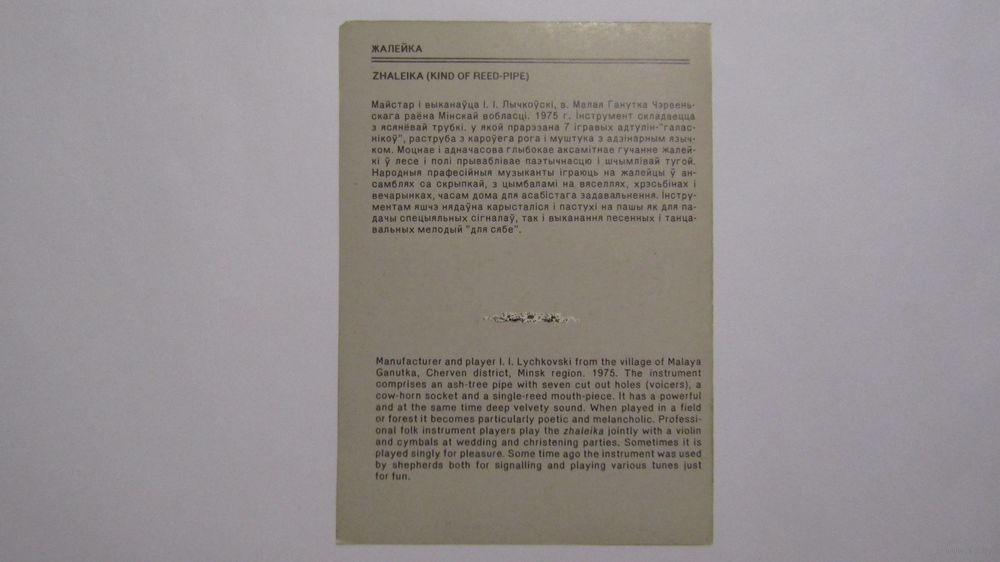 ЖАЛЕЙКА
ZHALEIKA (KIND OF REED-PIPE)
Майстар і выканаўца І. І. Лычкоўскі, в. Малая Ганутка Чэрвень-
скага раёна Мінскай вобласці. 1975 г. Інструмент складаецца
з ясянёвай трубкі, у якой прарэзана 7 ігравых адтулін-"галас-
нікоў", раструба з кароўега рога і муштука з адзінарным языч-
ком. Моцнае і адначасова глыбокае аксамітнае гучанне жалей-
кі ў лесе і полі прываблівае паэтычнасцю і шчымлівай тугой.
Народныя прафесійныя музыканты іграюць на жалейцы ў ан-
самблях са скрыпкай, з цымбаламі на вяселлях, хрэсьбінах і
вечарынках, часам дома для асабістага задавальнення. Інстру-
ментам яшчэ нядаўна карысталіся і пастухі на пашы як для па-
дачы спецыяльных сігналаў, так і выканання песенных і танца-
вальных мелодый "для сябе".
Manufacturer and player I. I. Lychkovski from the village of Malaya
Ganutka, Cherven district, Minsk region. 1975. The instrument
comprises an ash-tree pipe with seven cut out holes (voicers), a
cow-horn socket and a single-reed mouth-piece. It has a powerful
and at the same time deep velvety sound. When played in a field
or forest it becomes particularly poetic and melancholic. Professi-
onal folk instrument players play the zhaleika jointly with a violin
and cymbals at wedding and christening parties. Sometimes it is
played singly for pleasure. Some time ago the instrument was used
by shepherds both for signalling and playing various tunes just
for fun.